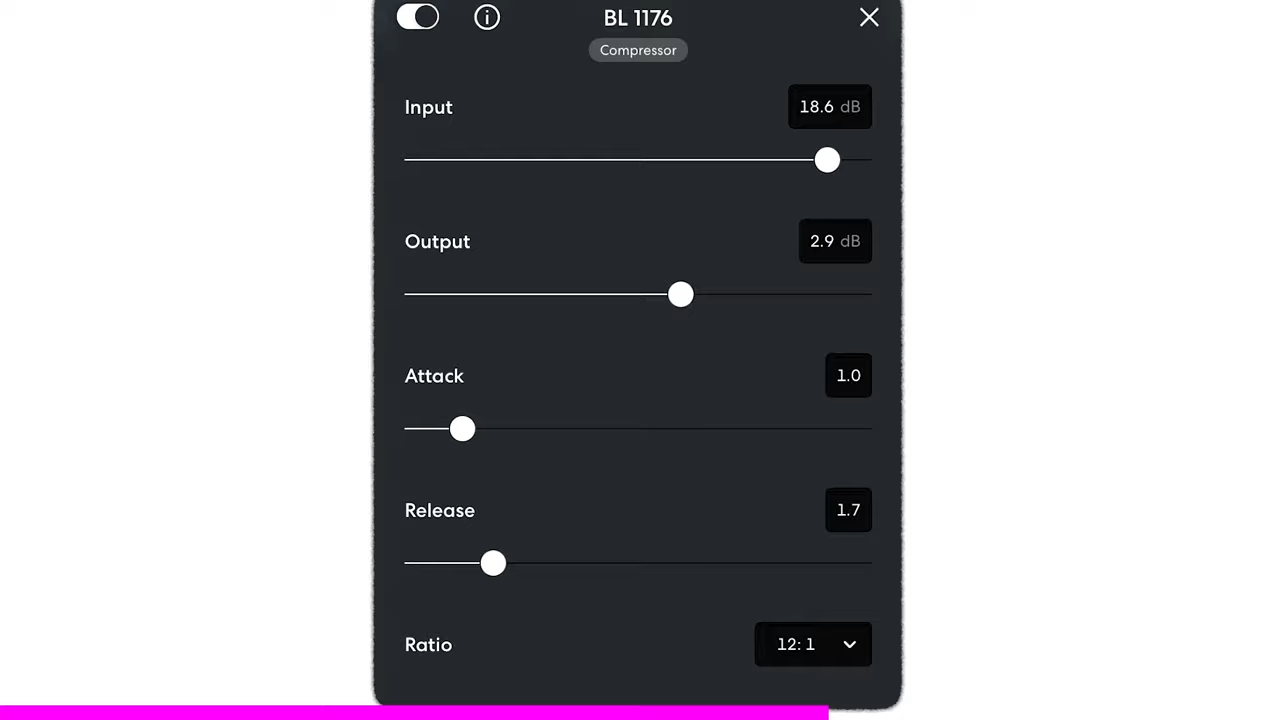 BL 1176
Compressor
Input 18.6 dB
Output 2.9 dB
Attack 1.0
Release 1.7
Ratio 12: 1